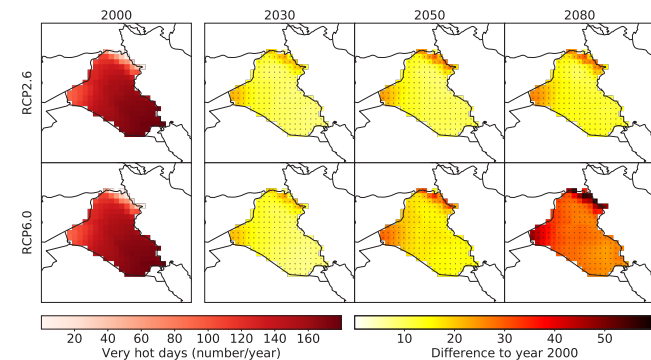 2000 2030 2050 2080
RCP2.6
RCP6.0
20 40 60 80 100 120 140 160
Very hot days (number/year)
10 20 30 40 50
Difference to year 2000